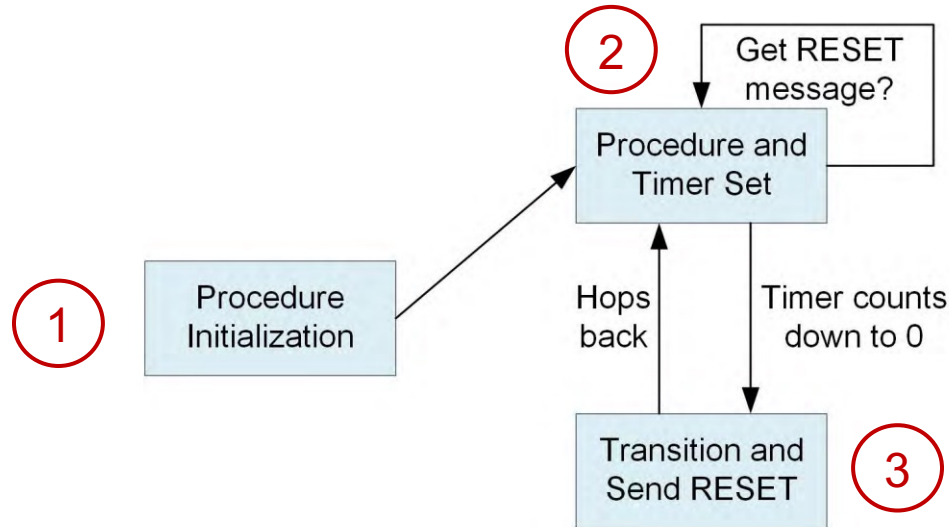 2
Get RESET
message?
Procedure and
Timer Set
1
Procedure
Initialization
Hops
back
Timer counts
down to 0
Transition and
Send RESET
3